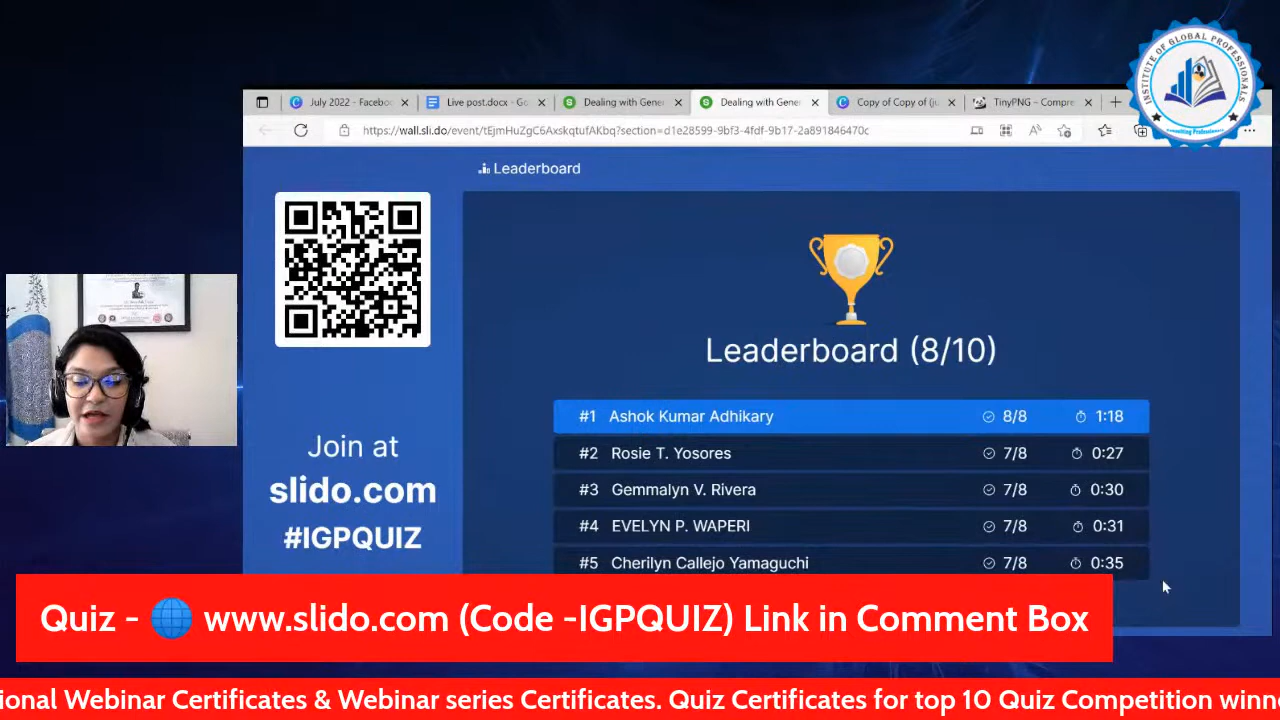 INSTITUTE OF GLOBAL PROFESSIONALS
July 2022 - Faceboo
Live post.docx - Go
Dealing with Gener
Dealing with Gener
Copy of Copy of (ju
TinyPNG – Compre
https://wall.sli.do/event/tEjmHuZgC6AxskqtufAKbq?section=d1e28599-9bf3-4fdf-9b17-2a891846470c
Leaderboard
Leaderboard (8/10)
#1 Ashok Kumar Adhikary 8/8 1:18
#2 Rosie T. Yosores 7/8 0:27
#3 Gemmalyn V. Rivera 7/8 0:30
#4 EVELYN P. WAPERI 7/8 0:31
#5 Cherilyn Callejo Yamaguchi 7/8 0:35
Join at
slido.com
#IGPQUIZ
Quiz - www.slido.com (Code -IGPQUIZ) Link in Comment Box
ional Webinar Certificates & Webinar series Certificates. Quiz Certificates for top 10 Quiz Competition winne